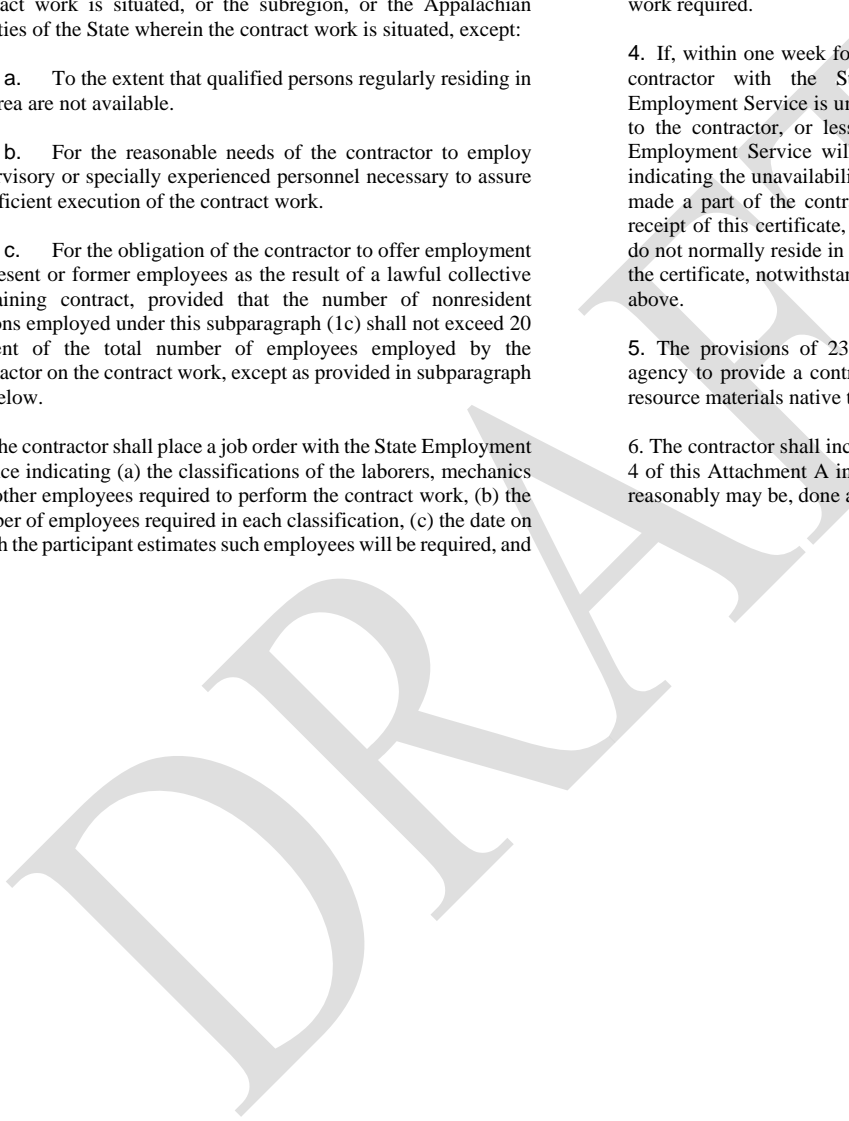 act work is situated, or the subregion, or the Appalachian
ties of the State wherein the contract work is situated, except:
a. To the extent that qualified persons regularly residing in
rea are not available.
b. For the reasonable needs of the contractor to employ
rvisory or specially experienced personnel necessary to assure
fficient execution of the contract work.
c. For the obligation of the contractor to offer employment
resent or former employees as the result of a lawful collective
aining contract, provided that the number of nonresident
ons employed under this subparagraph (1c) shall not exceed 20
ent of the total number of employees employed by the
actor on the contract work, except as provided in subparagraph
elow.
he contractor shall place a job order with the State Employment
ice indicating (a) the classifications of the laborers, mechanics
other employees required to perform the contract work, (b) the
ber of employees required in each classification, (c) the date on
h the participant estimates such employees will be required, and
work required.
4. If, within one week fo
contractor with the S
Employment Service is u
to the contractor, or les
Employment Service wil
indicating the unavailabili
made a part of the contr
receipt of this certificate,
do not normally reside in
the certificate, notwithsta
above.
5. The provisions of 23
agency to provide a contr
resource materials native t
6. The contractor shall inc
4 of this Attachment A in
reasonably may be, done a
DRAF